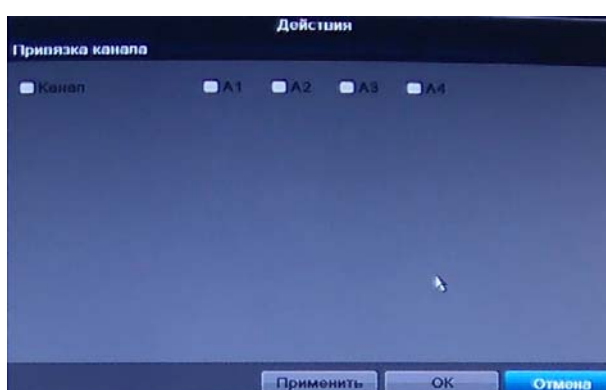 Действия
Привязка канала
Канал A1 A2 A3 A4
Применить OK Отмена